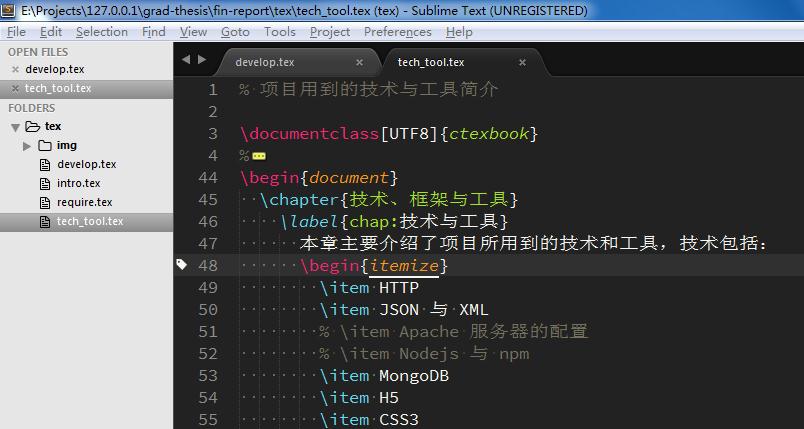 E:\Projects\127.0.0.1\grad-thesis\fin-report\tex\tech_tool.tex (tex) - Sublime Text (UNREGISTERED)
File Edit Selection Find View Goto Tools Project Preferences Help
OPEN FILES
develop.tex
tech_tool.tex
FOLDERS
tex
img
develop.tex
intro.tex
require.tex
tech_tool.tex
develop.tex tech_tool.tex
1 % 项目用到的技术与工具简介
2
3 \documentclass[UTF8]{ctexbook}
4 %
44 \begin{document}
45 \chapter{技术、框架与工具}
46 \label{chap:技术与工具}
47 本章主要介绍了项目所用到的技术和工具，技术包括：
48 \begin{itemize}
49 \item HTTP
50 \item JSON 与 XML
51 % \item Apache 服务器的配置
52 % \item Nodejs 与 npm
53 \item MongoDB
54 \item H5
55 \item CSS3